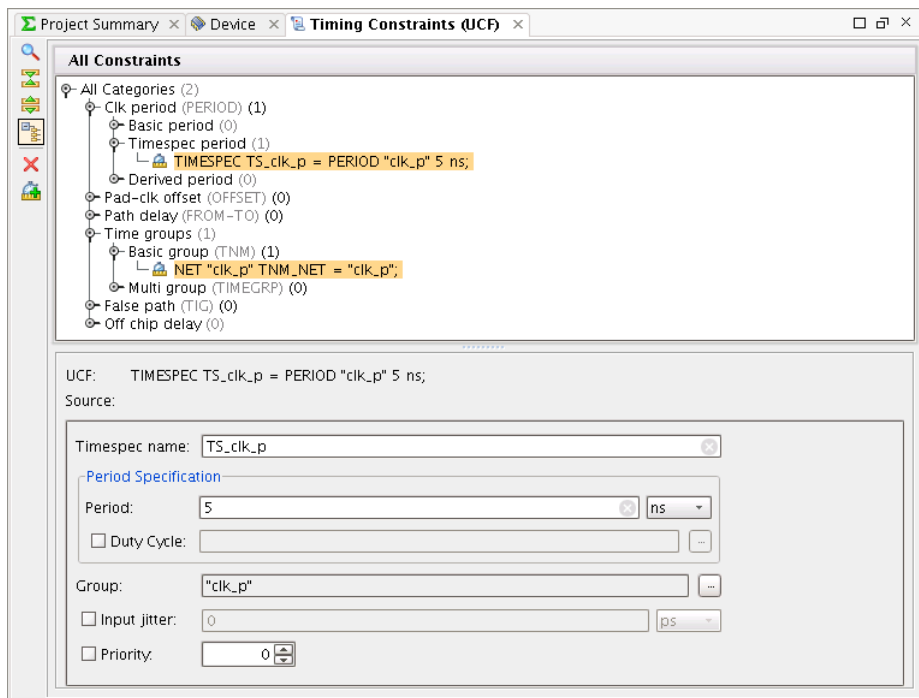 Project Summary × Device × Timing Constraints (UCF) ×
All Constraints
All Categories (2)
Clk period (PERIOD) (1)
Basic period (0)
Timespec period (1)
TIMESPEC TS_clk_p = PERIOD "clk_p" 5 ns;
Derived period (0)
Pad-clk offset (OFFSET) (0)
Path delay (FROM-TO) (0)
Time groups (1)
Basic group (TNM) (1)
NET "clk_p" TNM_NET = "clk_p";
Multi group (TIMEGRP) (0)
False path (TIG) (0)
Off chip delay (0)
UCF: TIMESPEC TS_clk_p = PERIOD "clk_p" 5 ns;
Source:
Timespec name: TS_clk_p
Period Specification
Period: 5 ns
Duty Cycle: ...
Group: "clk_p" ...
Input jitter: 0 ps
Priority: 0